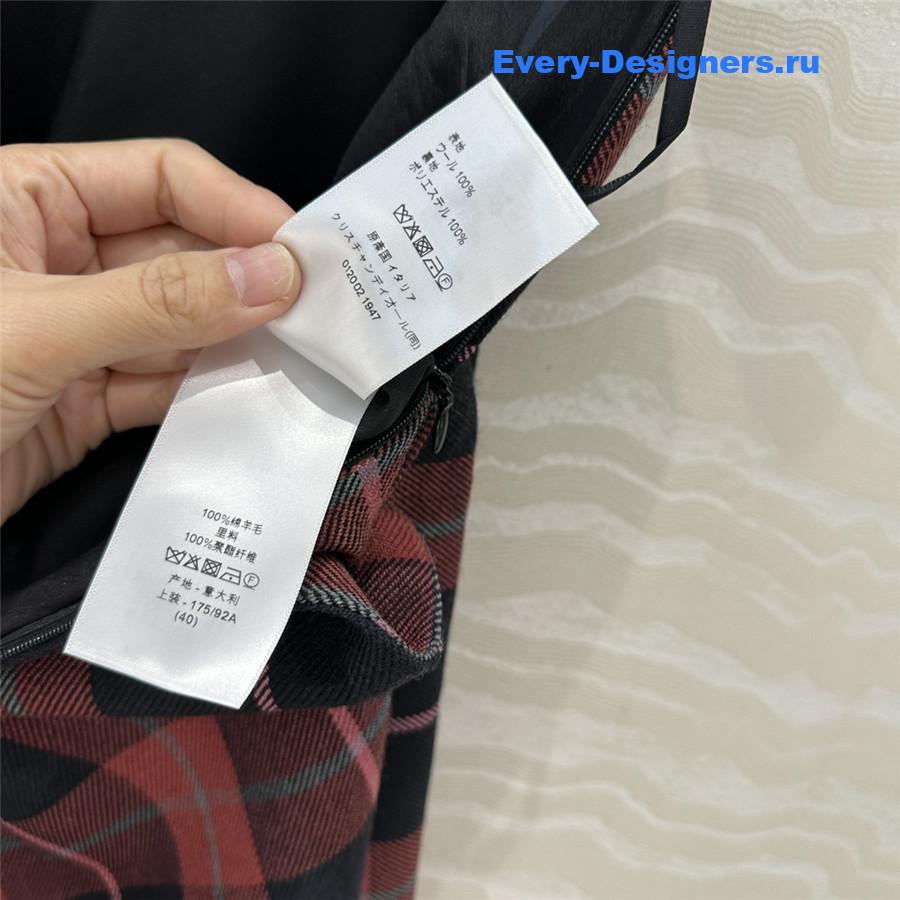 Every-Designers.ru
表地
ウール 100%
裏地
ポリエステル 100%
F
原産国 イタリア
クリスチャンディオール(同)
012002.1947
100%绵羊毛
里料
100%聚酯纤维
F
产地 - 意大利
上装 - 175/92A
(40)